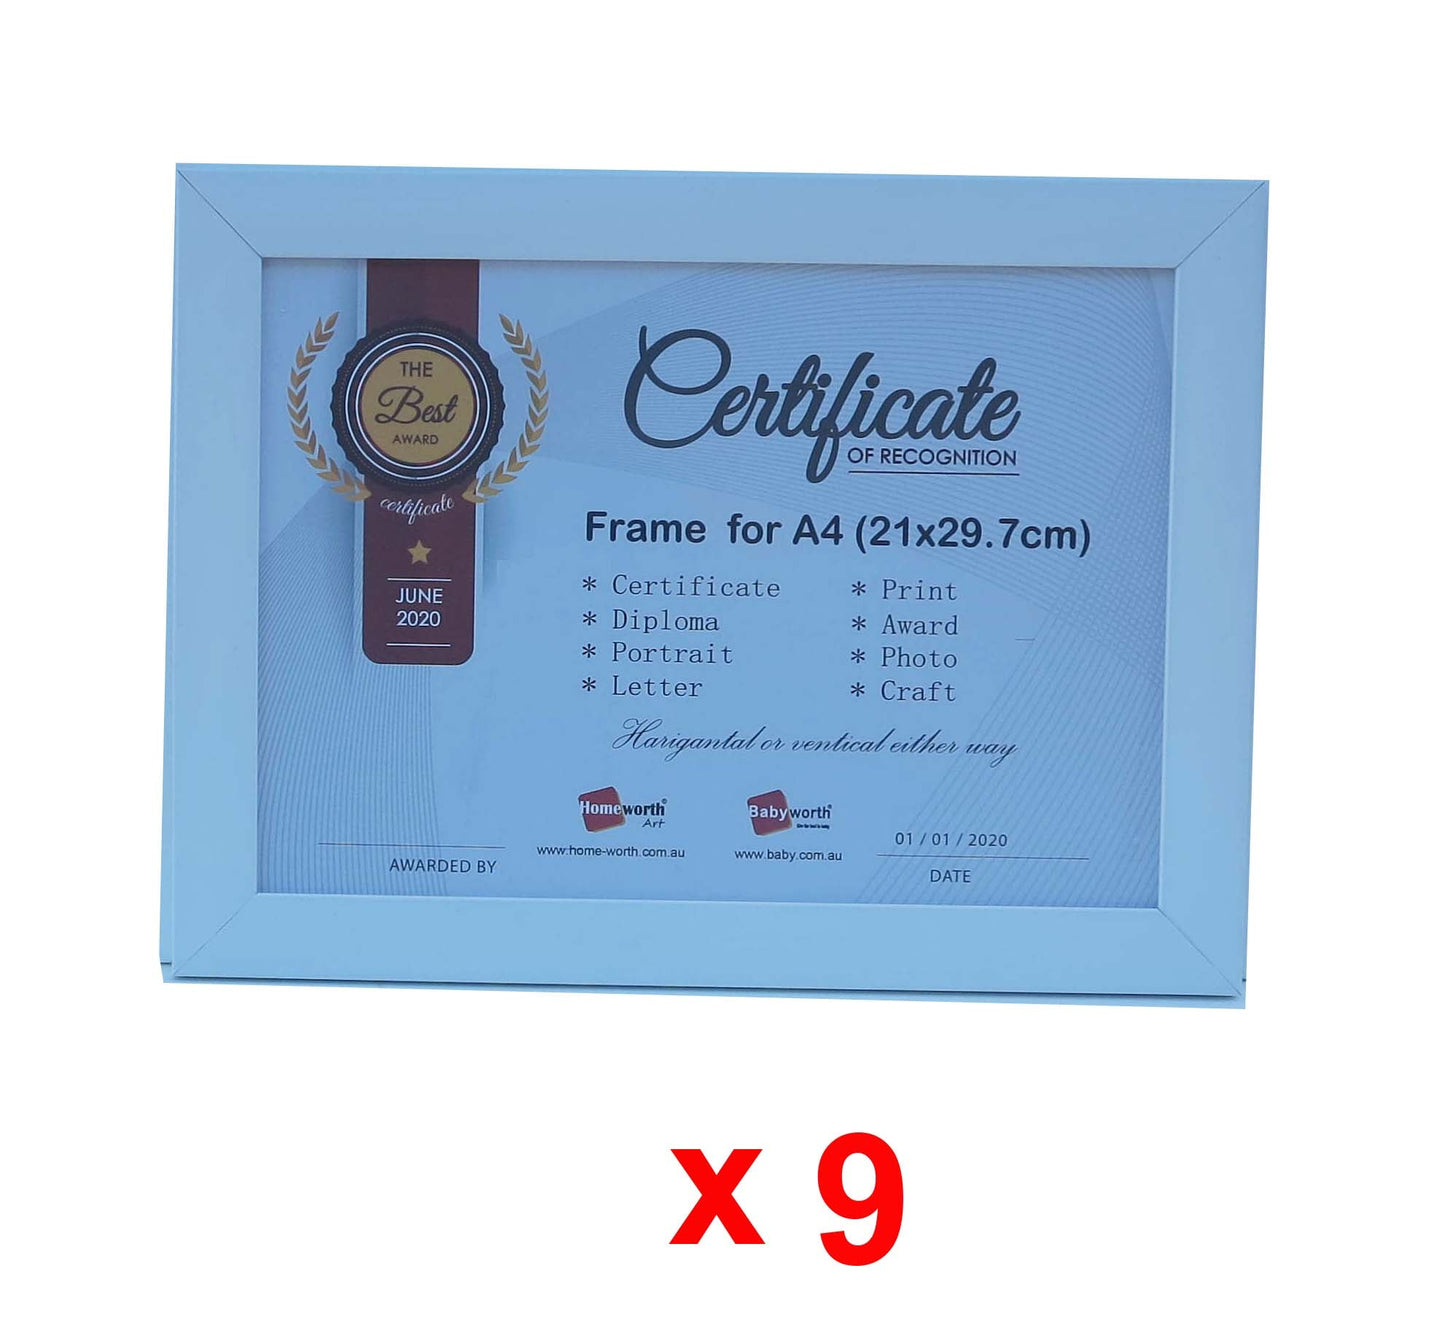 THE
Best
AWARD
certificate
JUNE
2020
Certificate
OF RECOGNITION
Frame for A4 (21x29.7cm)
* Certificate
* Diploma
* Portrait
* Letter
* Print
* Award
* Photo
* Craft
Harigantal or ventical either way
Homeworth®
Art
www.home-worth.com.au
Babyworth®
www.baby.com.au
AWARDED BY
01 / 01 / 2020
DATE
x 9